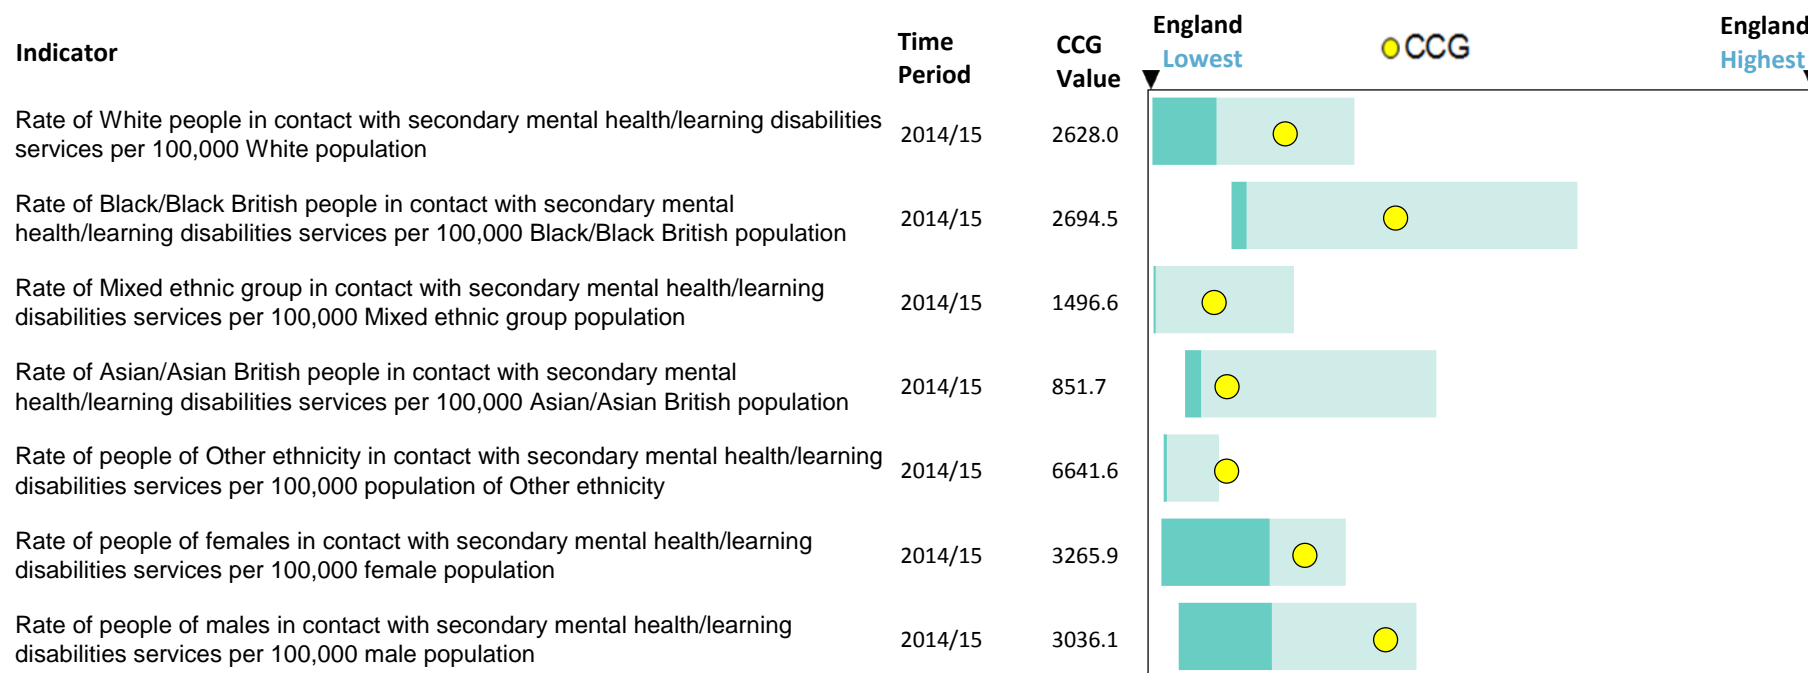 Indicator
Time
Period
CCG
Value
England
Lowest
CCG
England
Highest
Rate of White people in contact with secondary mental health/learning disabilities
services per 100,000 White population
2014/15
2628.0
Rate of Black/Black British people in contact with secondary mental
health/learning disabilities services per 100,000 Black/Black British population
2014/15
2694.5
Rate of Mixed ethnic group in contact with secondary mental health/learning
disabilities services per 100,000 Mixed ethnic group population
2014/15
1496.6
Rate of Asian/Asian British people in contact with secondary mental
health/learning disabilities services per 100,000 Asian/Asian British population
2014/15
851.7
Rate of people of Other ethnicity in contact with secondary mental health/learning
disabilities services per 100,000 population of Other ethnicity
2014/15
6641.6
Rate of people of females in contact with secondary mental health/learning
disabilities services per 100,000 female population
2014/15
3265.9
Rate of people of males in contact with secondary mental health/learning
disabilities services per 100,000 male population
2014/15
3036.1